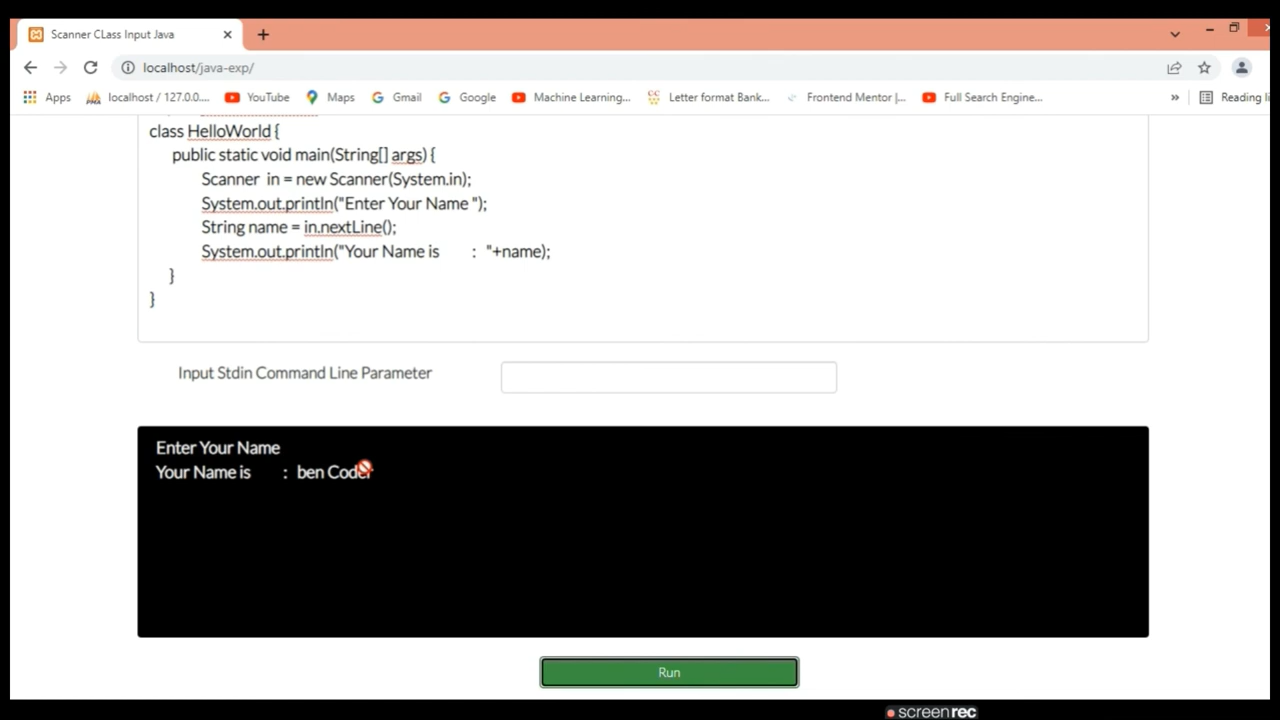 Scanner CLass Input Java
localhost/java-exp/
Apps localhost / 127.0.0.... YouTube Maps Gmail Google Machine Learning... Letter format Bank... Frontend Mentor |... Full Search Engine... » Reading li
class HelloWorld {
public static void main(String[] args) {
Scanner in = new Scanner(System.in);
System.out.println("Enter Your Name ");
String name = in.nextLine();
System.out.println("Your Name is : "+name);
}
}
Input Stdin Command Line Parameter
Enter Your Name
Your Name is : ben Coder
Run
screenrec